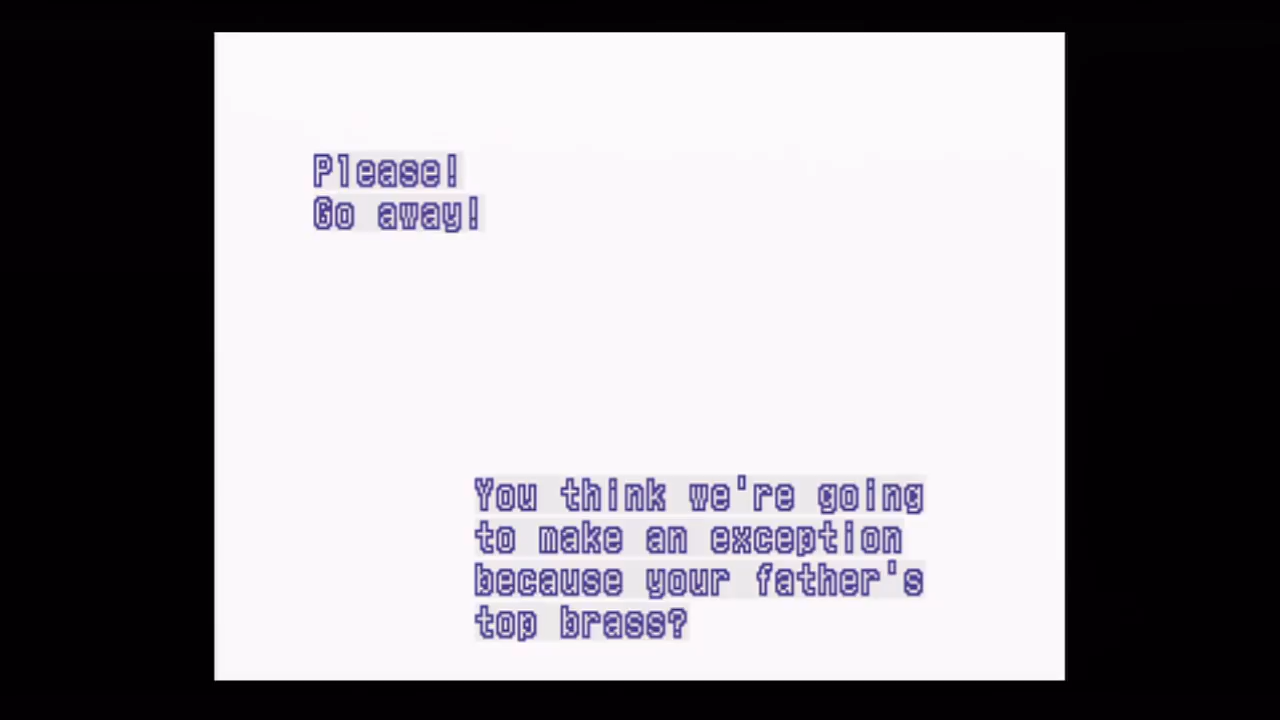 Please!
Go away!
You think we're going
to make an exception
because your father's
top brass?